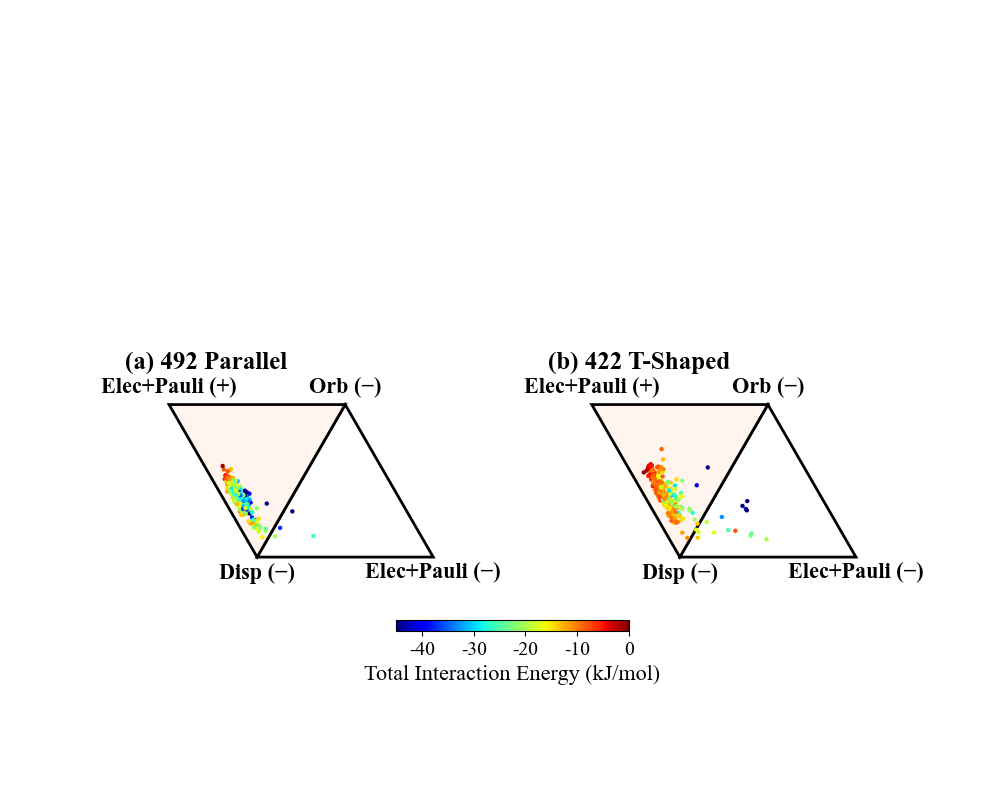 (a) 492 Parallel
(b) 422 T-Shaped
Elec+Pauli (+)
Orb (−)
Elec+Pauli (+)
Orb (−)
Disp (−)
Elec+Pauli (−)
Disp (−)
Elec+Pauli (−)
-40 -30 -20 -10 0
Total Interaction Energy (kJ/mol)